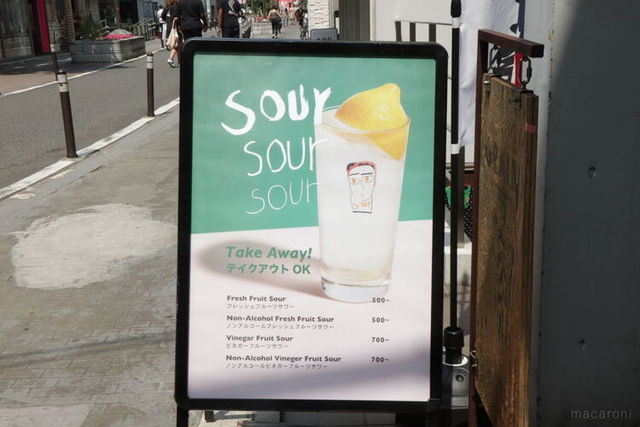 sour
sour
sour
Take Away!
テイクアウト OK
Fresh Fruit Sour 500~
フレッシュフルーツサワー
Non-Alcohol Fresh Fruit Sour 500~
ノンアルコールフレッシュフルーツサワー
Vinegar Fruit Sour 700~
ビネガーフルーツサワー
Non-Alcohol Vineger Fruit Sour 700~
ノンアルコールビネガーフルーツサワー
macaroni